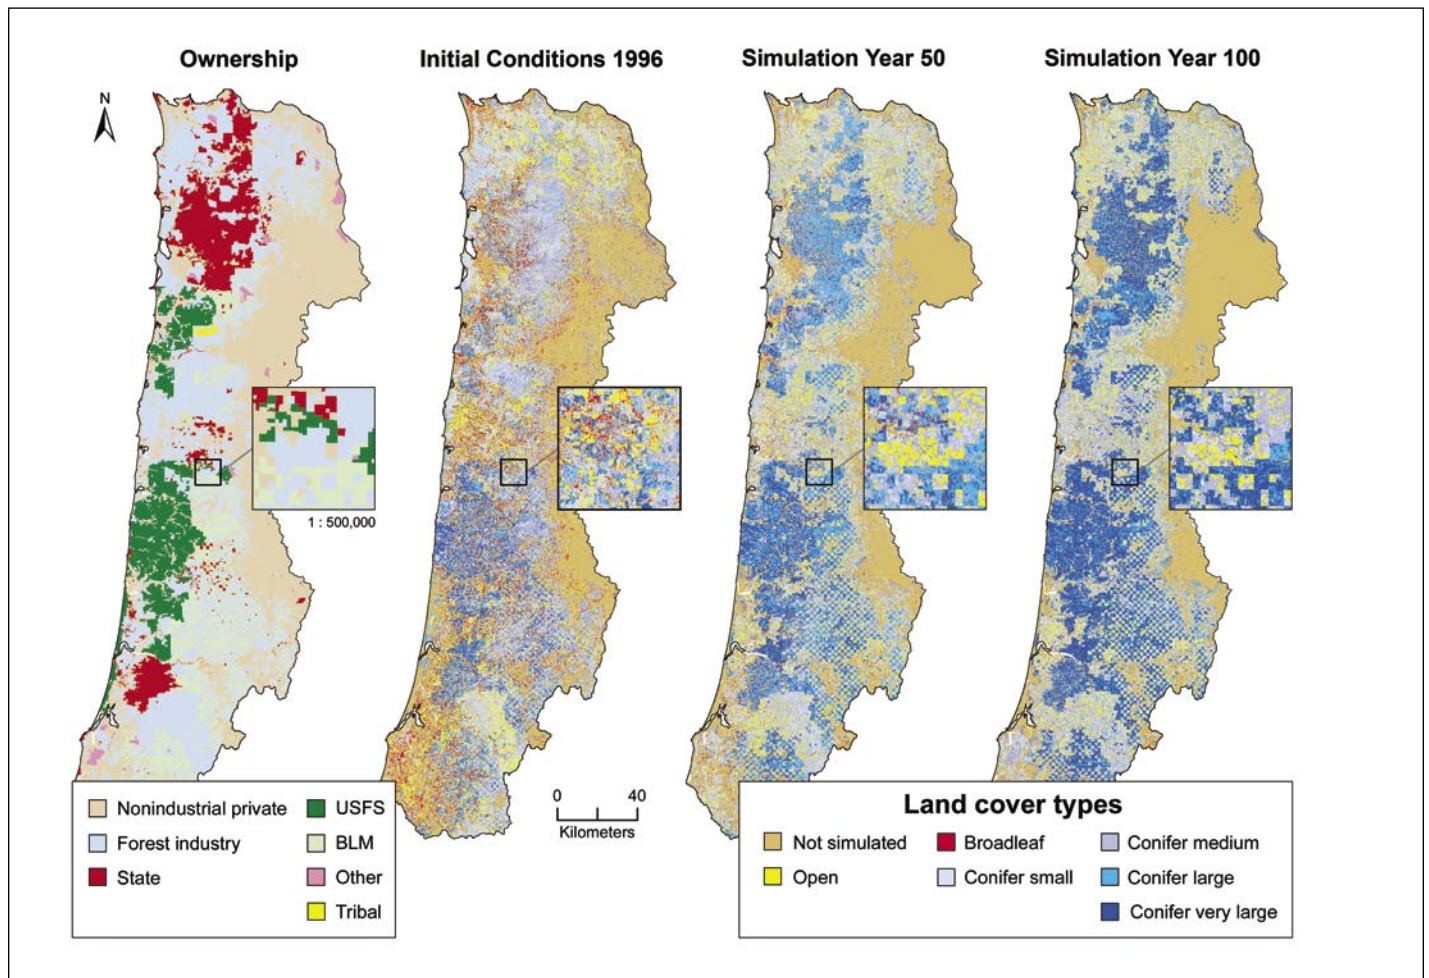 Ownership
Initial Conditions 1996
Simulation Year 50
Simulation Year 100
N
1 : 500,000
0 40
Kilometers
Nonindustrial private
Forest industry
State
USFS
BLM
Other
Tribal
Land cover types
Not simulated
Open
Broadleaf
Conifer small
Conifer medium
Conifer large
Conifer very large